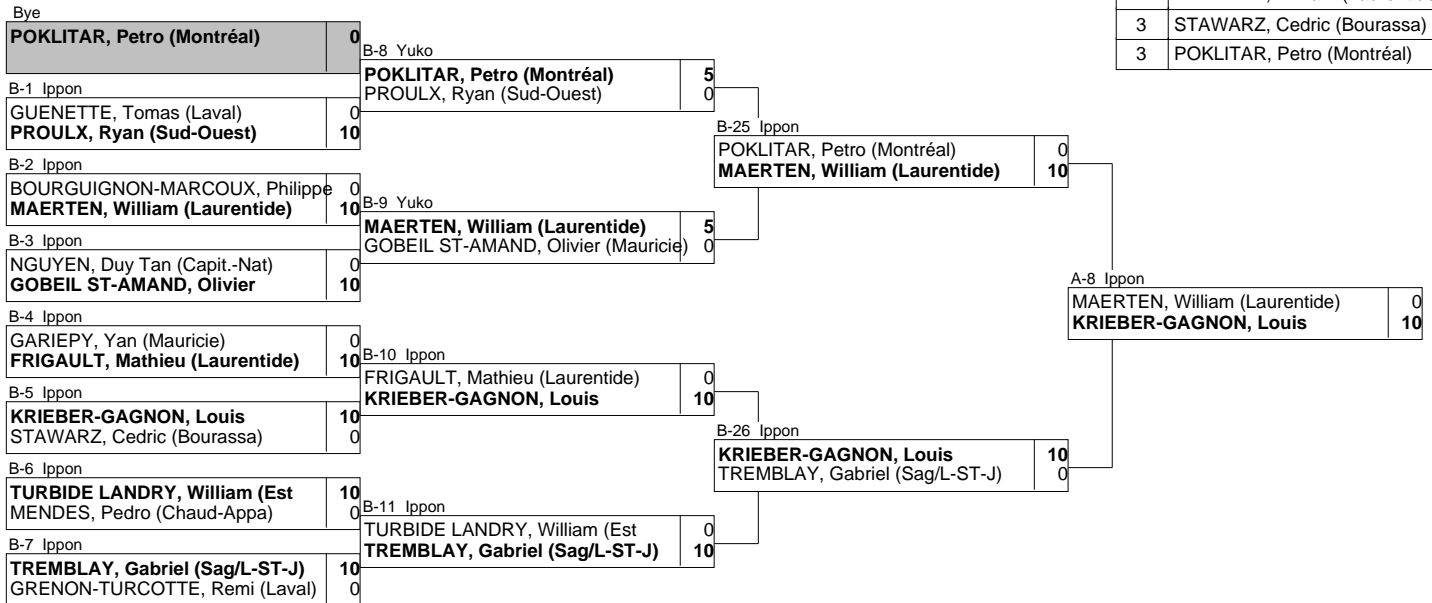 Bye
POKLITAR, Petro (Montréal) 0
B-1 Ippon
GUENETTE, Tomas (Laval) 0
PROULX, Ryan (Sud-Ouest) 10
B-2 Ippon
BOURGUIGNON-MARCOUX, Philippe 0
MAERTEN, William (Laurentide) 10
B-3 Ippon
NGUYEN, Duy Tan (Capit.-Nat) 0
GOBEIL ST-AMAND, Olivier 10
B-4 Ippon
GARIEPY, Yan (Mauricie) 0
FRIGAULT, Mathieu (Laurentide) 10
B-5 Ippon
KRIEBER-GAGNON, Louis 10
STAWARZ, Cedric (Bourassa) 0
B-6 Ippon
TURBIDE LANDRY, William (Est 10
MENDES, Pedro (Chaud-Appa) 0
B-7 Ippon
TREMBLAY, Gabriel (Sag/L-ST-J) 10
GRENON-TURCOTTE, Remi (Laval) 0
B-8 Yuko
POKLITAR, Petro (Montréal) 5
PROULX, Ryan (Sud-Ouest) 0
B-9 Yuko
MAERTEN, William (Laurentide) 5
GOBEIL ST-AMAND, Olivier (Mauricie) 0
B-10 Ippon
FRIGAULT, Mathieu (Laurentide) 0
KRIEBER-GAGNON, Louis 10
B-11 Ippon
TURBIDE LANDRY, William (Est 0
TREMBLAY, Gabriel (Sag/L-ST-J) 10
B-25 Ippon
POKLITAR, Petro (Montréal) 0
MAERTEN, William (Laurentide) 10
B-26 Ippon
KRIEBER-GAGNON, Louis 10
TREMBLAY, Gabriel (Sag/L-ST-J) 0
A-8 Ippon
MAERTEN, William (Laurentide) 0
KRIEBER-GAGNON, Louis 10
3 STAWARZ, Cedric (Bourassa)
3 POKLITAR, Petro (Montréal)